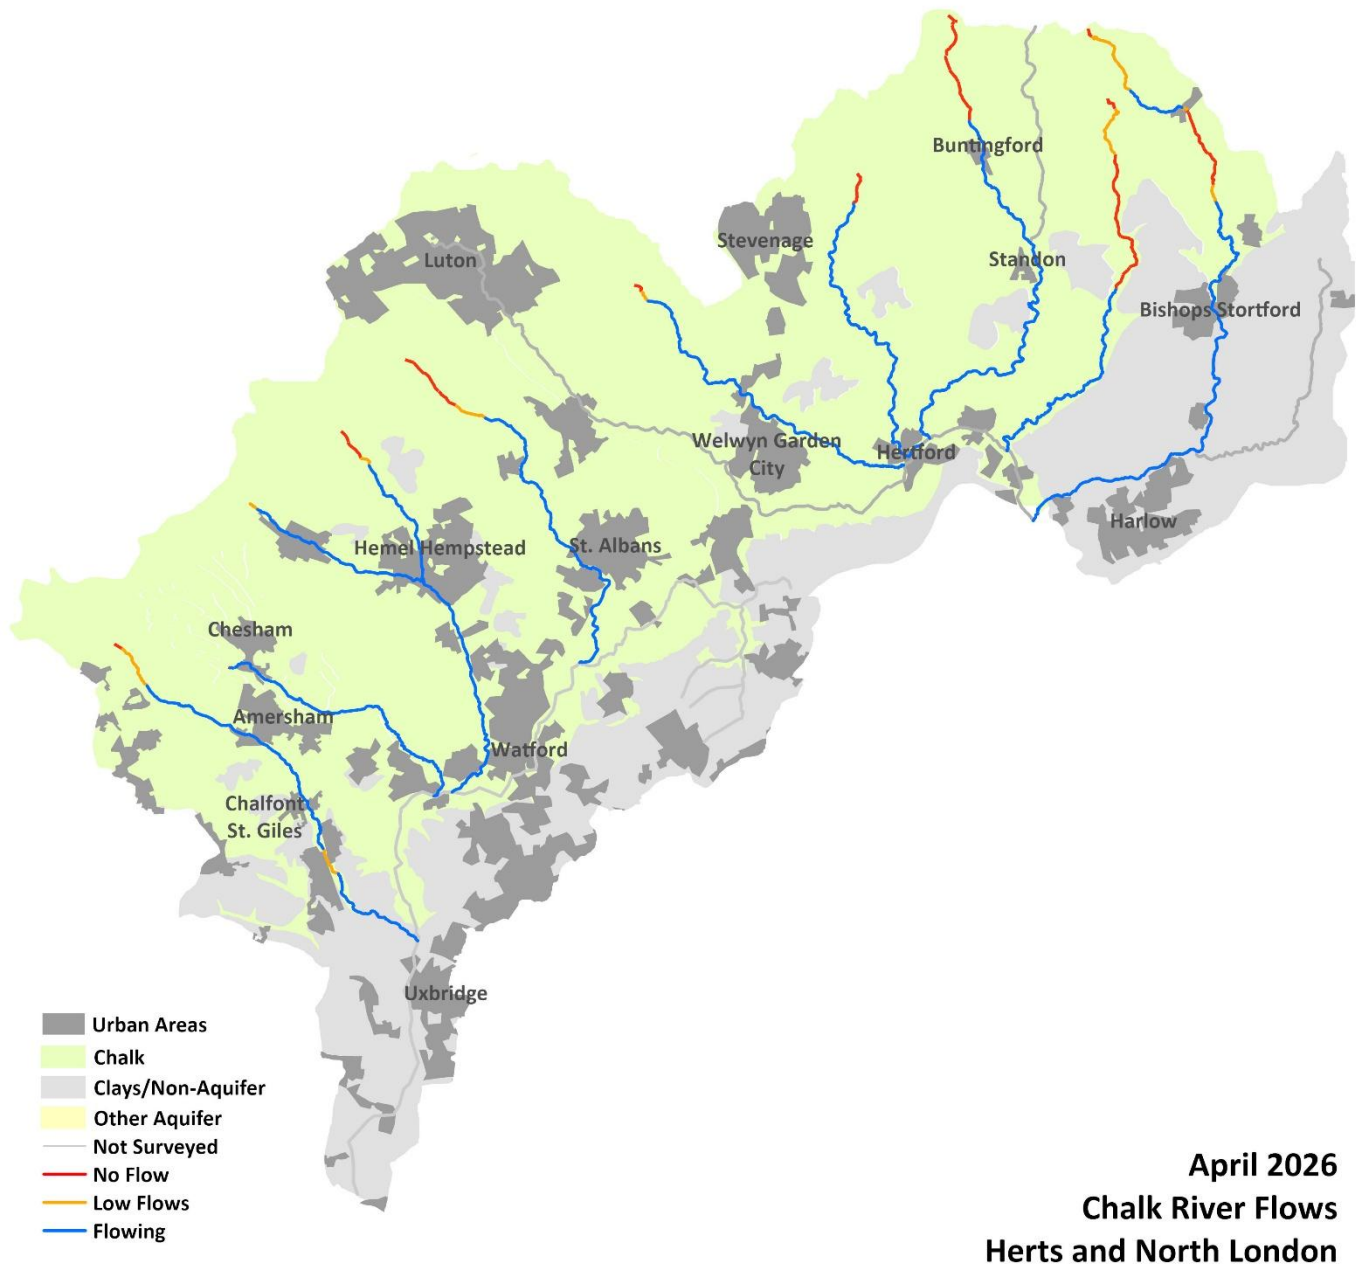 Buntingford
Stevenage
Luton
Standon
Bishops Stortford
Welwyn Garden
City
Hertford
Harlow
Hemel Hempstead
St. Albans
Chesham
Amersham
Watford
Chalfont
St. Giles
Uxbridge
Urban Areas
Chalk
Clays/Non-Aquifer
Other Aquifer
Not Surveyed
No Flow
Low Flows
Flowing
April 2026
Chalk River Flows
Herts and North London